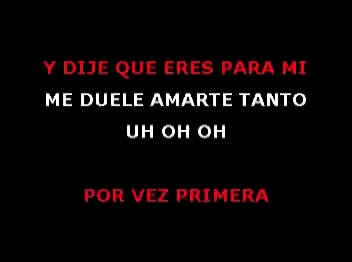 Y DIJE QUE ERES PARA MI
ME DUELE AMARTE TANTO
UH OH OH
POR VEZ PRIMERA